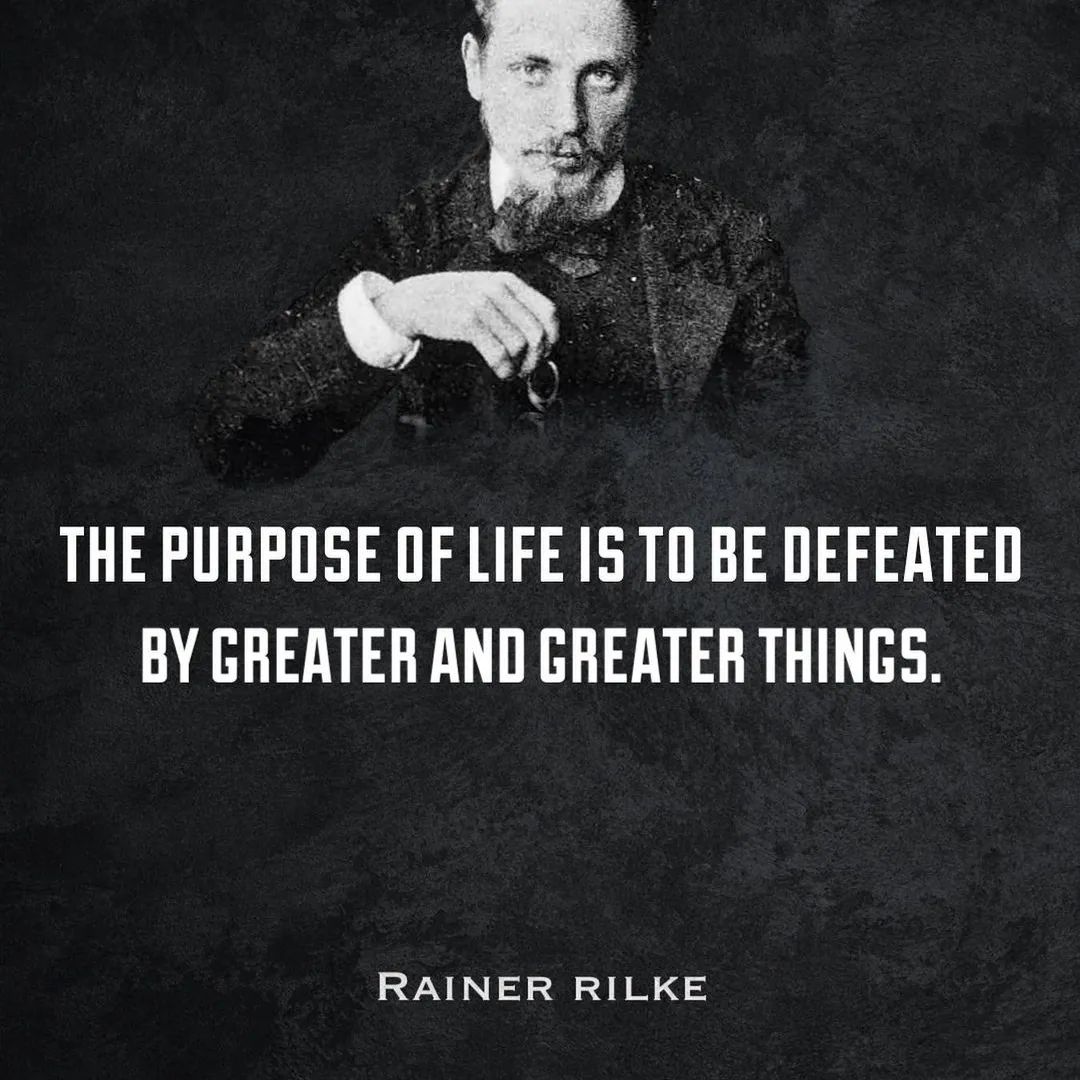 THE PURPOSE OF LIFE IS TO BE DEFEATED
BY GREATER AND GREATER THINGS.
RAINER RILKE